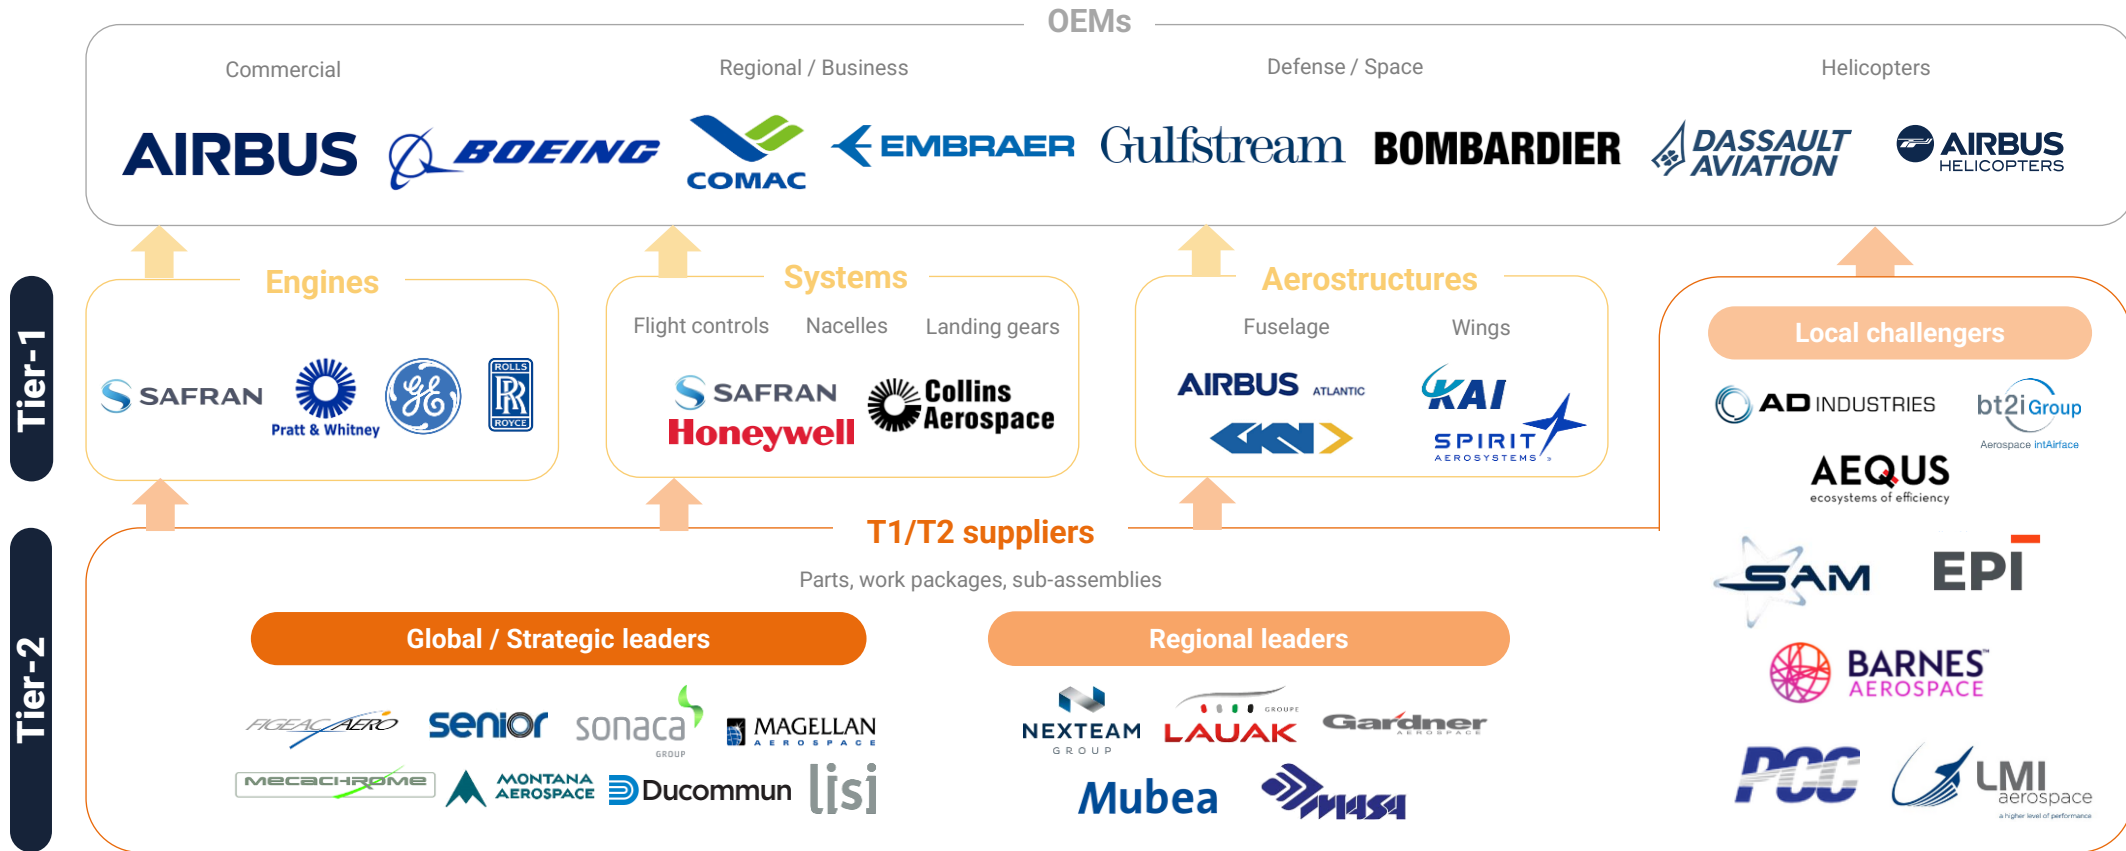 OEMs
Commercial
Regional / Business
Defense / Space
Helicopters
AIRBUS
BOEING
COMAC
EMBRAER
Gulfstream
BOMBARDIER
DASSAULT
AVIATION
AIRBUS
HELICOPTERS
Tier-1
Engines
SAFRAN
Pratt & Whitney
GE
ROLLS
RR
ROYCE
Systems
Flight controls
Nacelles
Landing gears
SAFRAN
Collins
Aerospace
Honeywell
Aerostructures
Fuselage
Wings
AIRBUS ATLANTIC
KAI
GKN
SPIRIT
AEROSYSTEMS
Local challengers
AD INDUSTRIES
bt2i Group
Aerospace intAirface
AEQUS
ecosystems of efficiency
SAM
EPI
BARNES™
AEROSPACE
PCC
LMI
aerospace
a higher level of performance
Tier-2
T1/T2 suppliers
Parts, work packages, sub-assemblies
Global / Strategic leaders
FIGEAC AERO
senior
sonaca
GROUP
MAGELLAN
AEROSPACE
MECACHROME
MONTANA
AEROSPACE
Ducommun
lisi
Regional leaders
NEXTEAM
GROUP
GROUPE
LAUAK
Gardner
AEROSPACE
Mubea
MASA